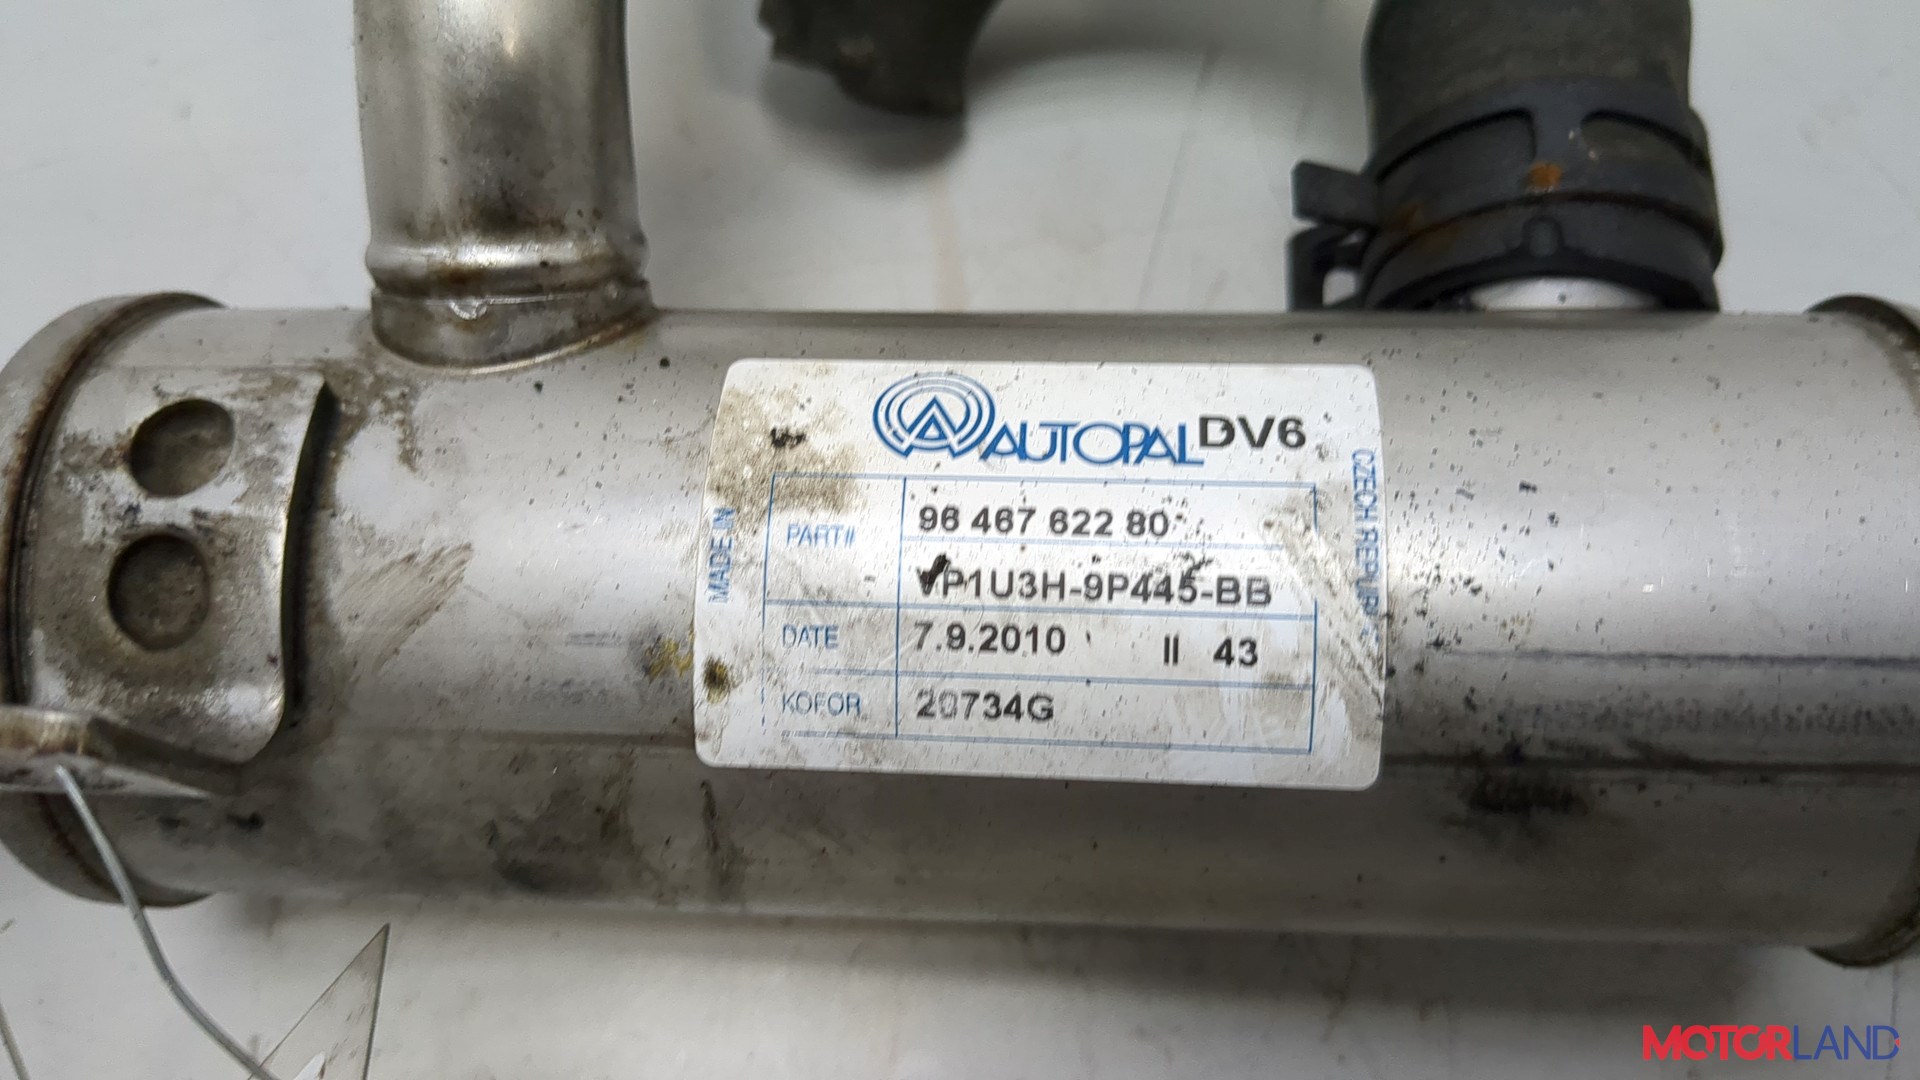 AUTOPAL DV6
MADE IN
CZECH REPUBLIC
PART# 96 467 622 80
VP1U3H-9P445-BB
DATE 7.9.2010 II 43
KOFOR 20734G
MOTORLAND